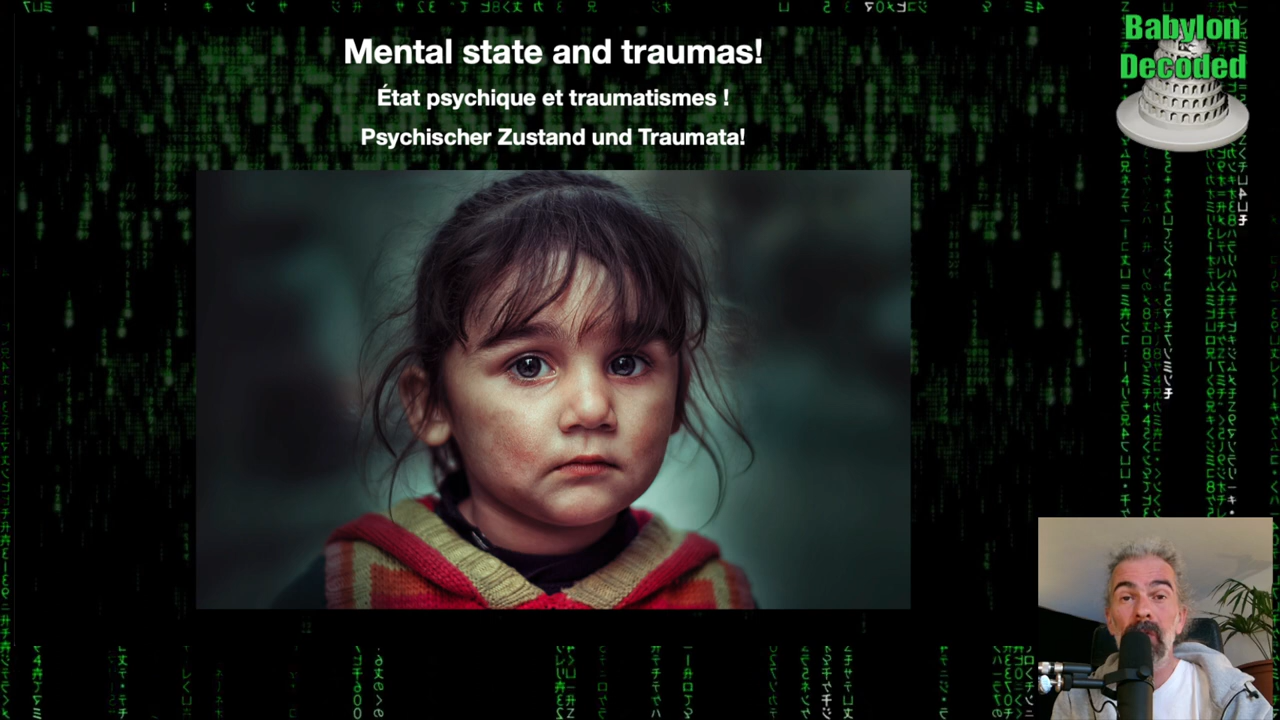 Mental state and traumas!
État psychique et traumatismes !
Psychischer Zustand und Traumata!
Babylon
Decoded